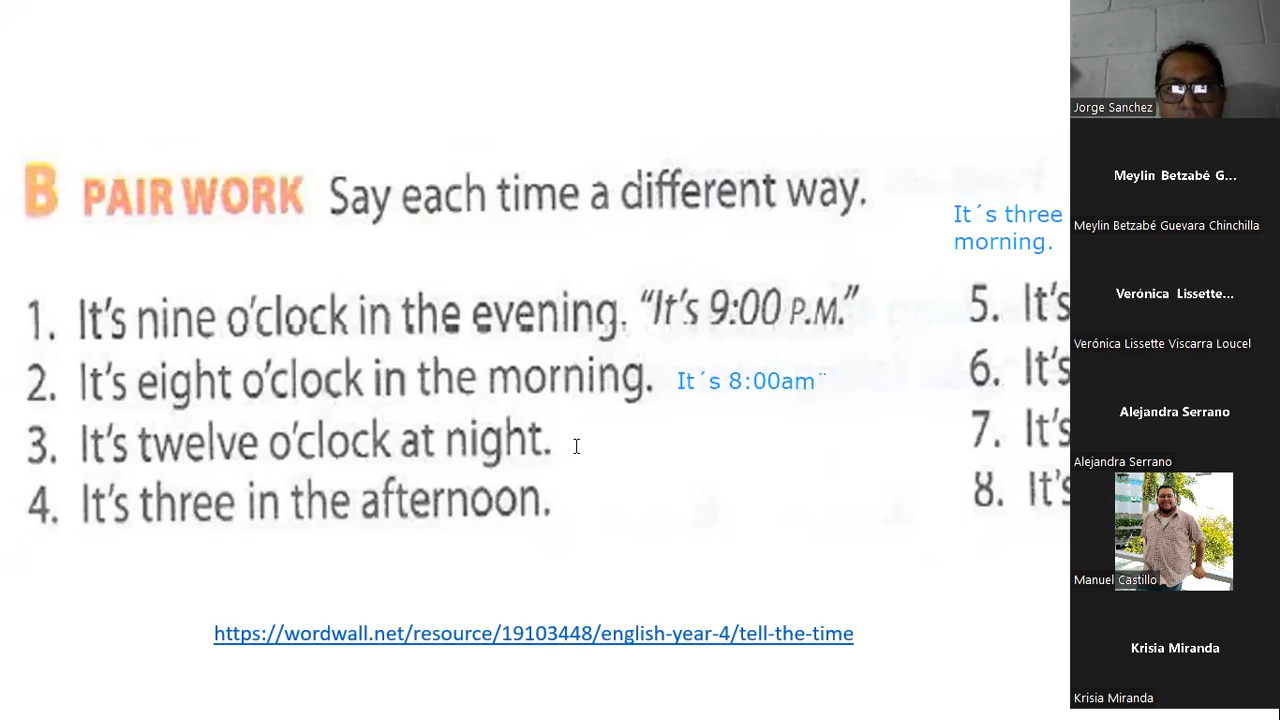 B PAIR WORK Say each time a different way.
It´s three
morning.
1. It's nine o'clock in the evening. "It's 9:00 P.M."
2. It's eight o'clock in the morning. It´s 8:00am¨
3. It's twelve o'clock at night.
4. It's three in the afternoon.
5. It's
6. It's
7. It's
8. It's
https://wordwall.net/resource/19103448/english-year-4/tell-the-time
Jorge Sanchez
Meylin Betzabé G...
Meylin Betzabé Guevara Chinchilla
Verónica Lissette...
Verónica Lissette Viscarra Loucel
Alejandra Serrano
Alejandra Serrano
Manuel Castillo
Krisia Miranda
Krisia Miranda